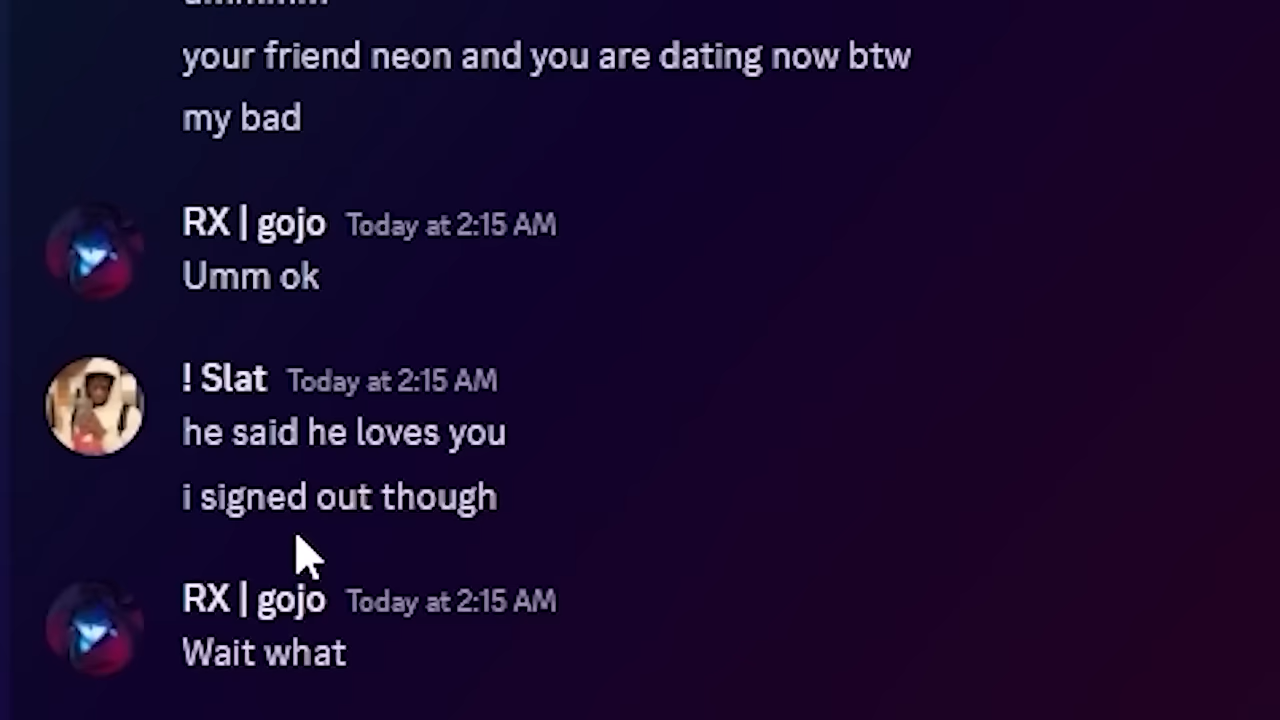 your friend neon and you are dating now btw
my bad
RX | gojo Today at 2:15 AM
Umm ok
! Slat Today at 2:15 AM
he said he loves you
i signed out though
RX | gojo Today at 2:15 AM
Wait what